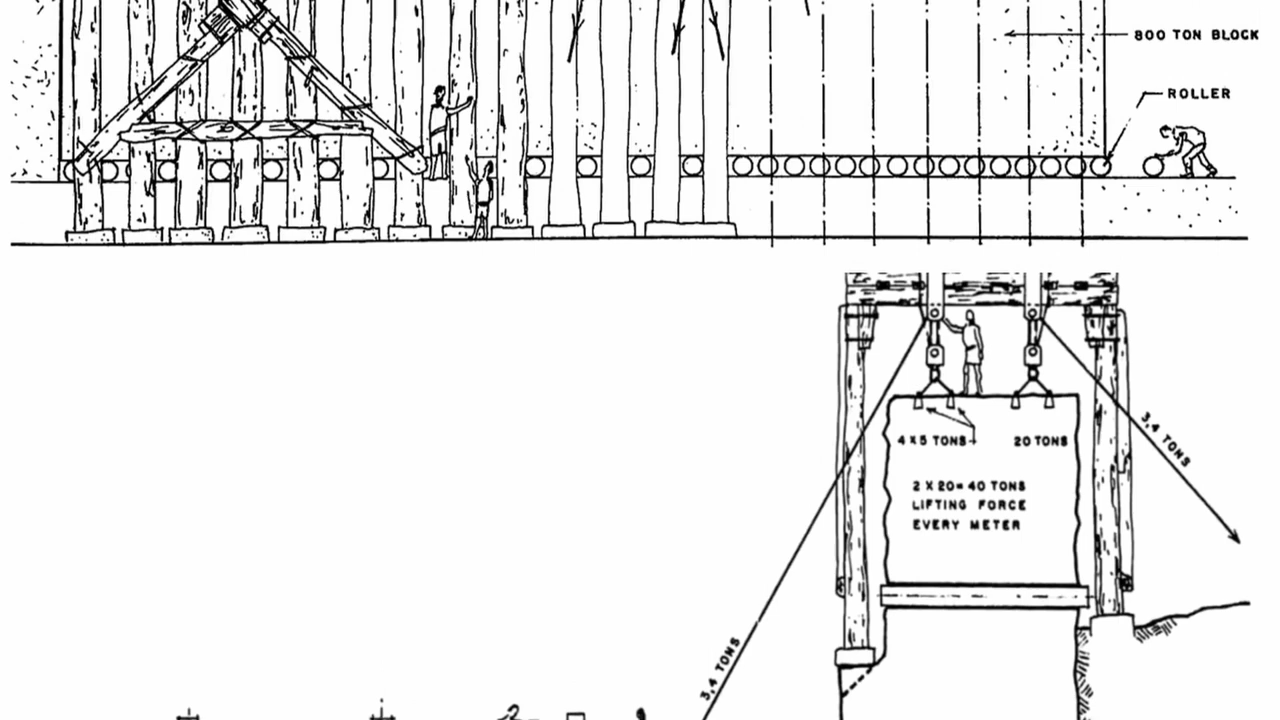 800 TON BLOCK
ROLLER
4 X 5 TONS
20 TONS
3,4 TONS
2 X 20 = 40 TONS
LIFTING FORCE
EVERY METER
3,4 TONS